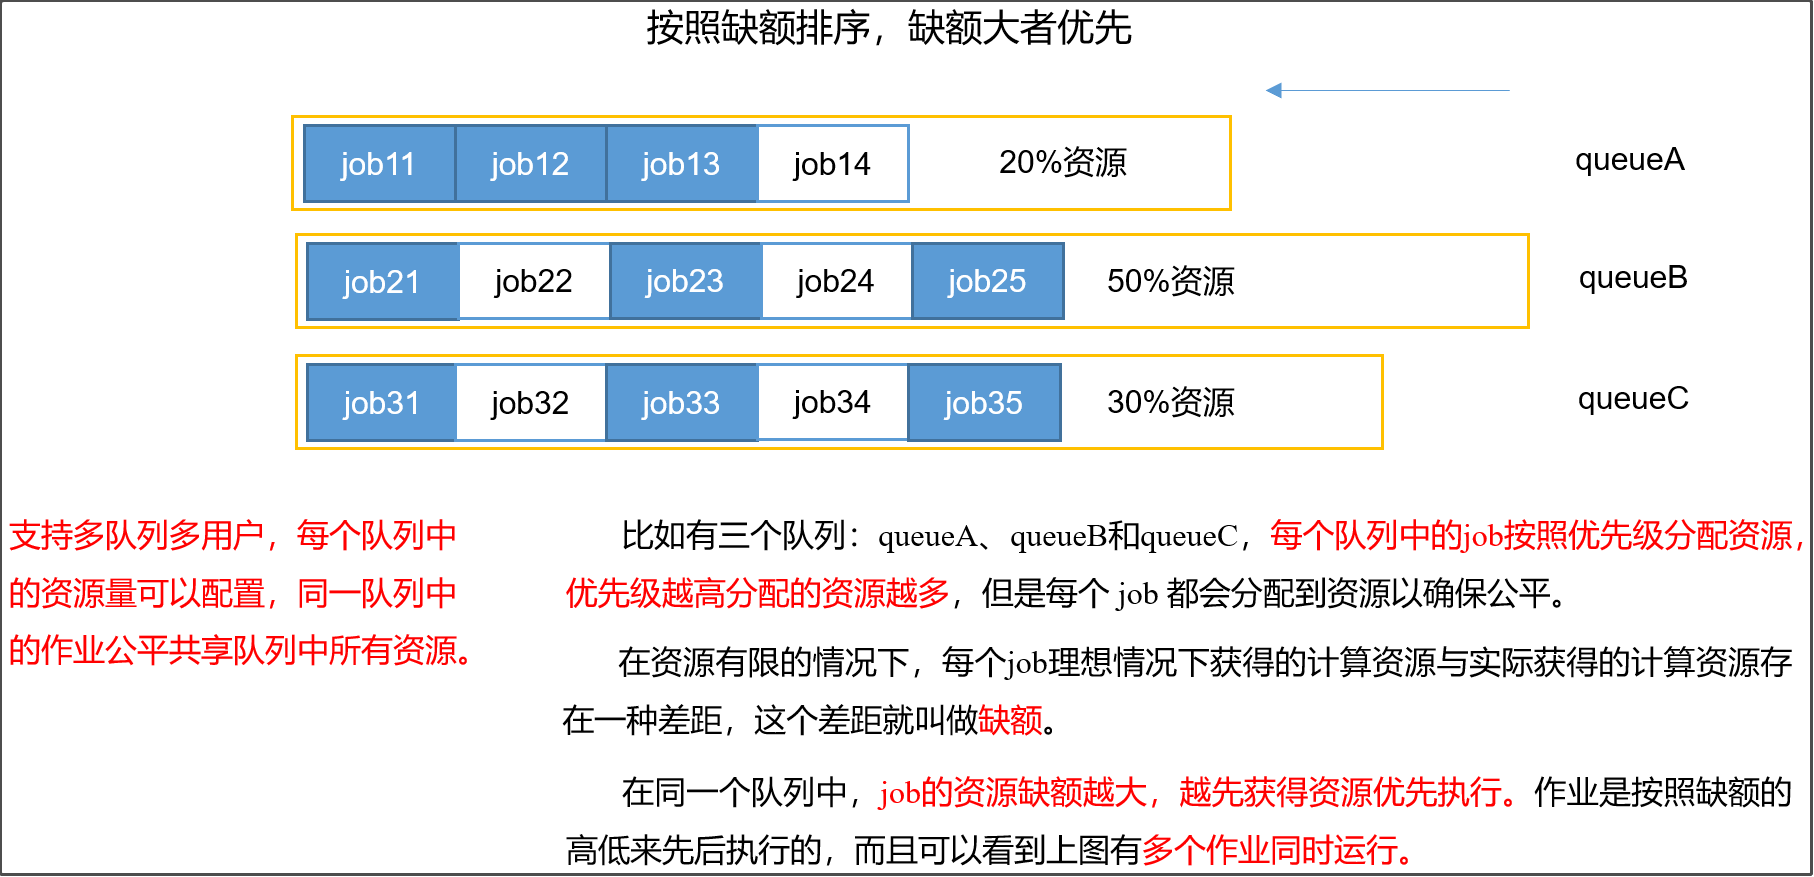 按照缺额排序，缺额大者优先
job11 job12 job13 job14 20%资源 queueA
job21 job22 job23 job24 job25 50%资源 queueB
job31 job32 job33 job34 job35 30%资源 queueC
支持多队列多用户，每个队列中
的资源量可以配置，同一队列中
的作业公平共享队列中所有资源。
比如有三个队列：queueA、queueB和queueC，每个队列中的job按照优先级分配资源，
优先级越高分配的资源越多，但是每个 job 都会分配到资源以确保公平。
在资源有限的情况下，每个job理想情况下获得的计算资源与实际获得的计算资源存
在一种差距，这个差距就叫做缺额。
在同一个队列中，job的资源缺额越大，越先获得资源优先执行。作业是按照缺额的
高低来先后执行的，而且可以看到上图有多个作业同时运行。